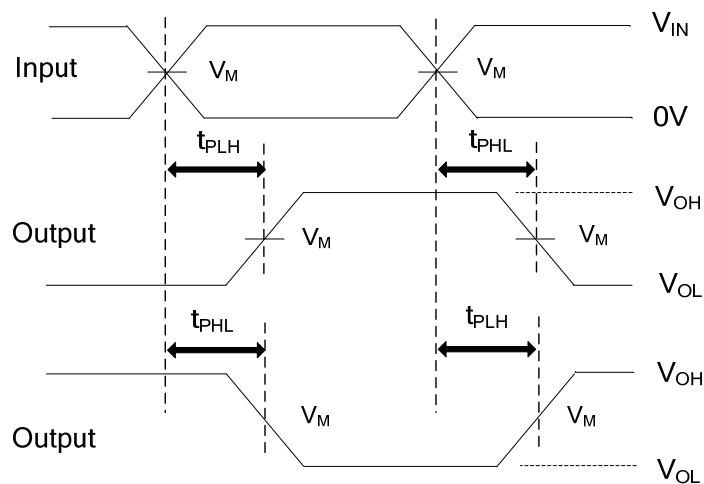 V_IN
Input V_M V_M
0V
t_PLH t_PHL
V_OH
Output V_M V_M
V_OL
t_PHL t_PLH
V_OH
Output V_M V_M
V_OL